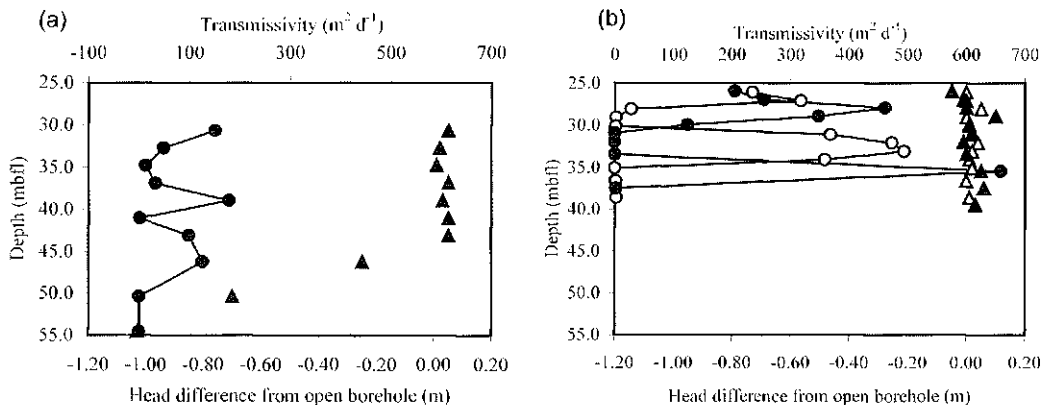 (a)
Transmissivity (m² d⁻¹)
-100 100 300 500 700
25.0
30.0
35.0
40.0
45.0
50.0
55.0
Depth (mbfl)
-1.20 -1.00 -0.80 -0.60 -0.40 -0.20 0.00 0.20
Head difference from open borehole (m)
(b)
Transmissivity (m² d⁻¹)
0 100 200 300 400 500 600 700
25.0
30.0
35.0
40.0
45.0
50.0
55.0
Depth (mbfl)
-1.20 -1.00 -0.80 -0.60 -0.40 -0.20 0.00 0.20
Head difference from open borehole (m)